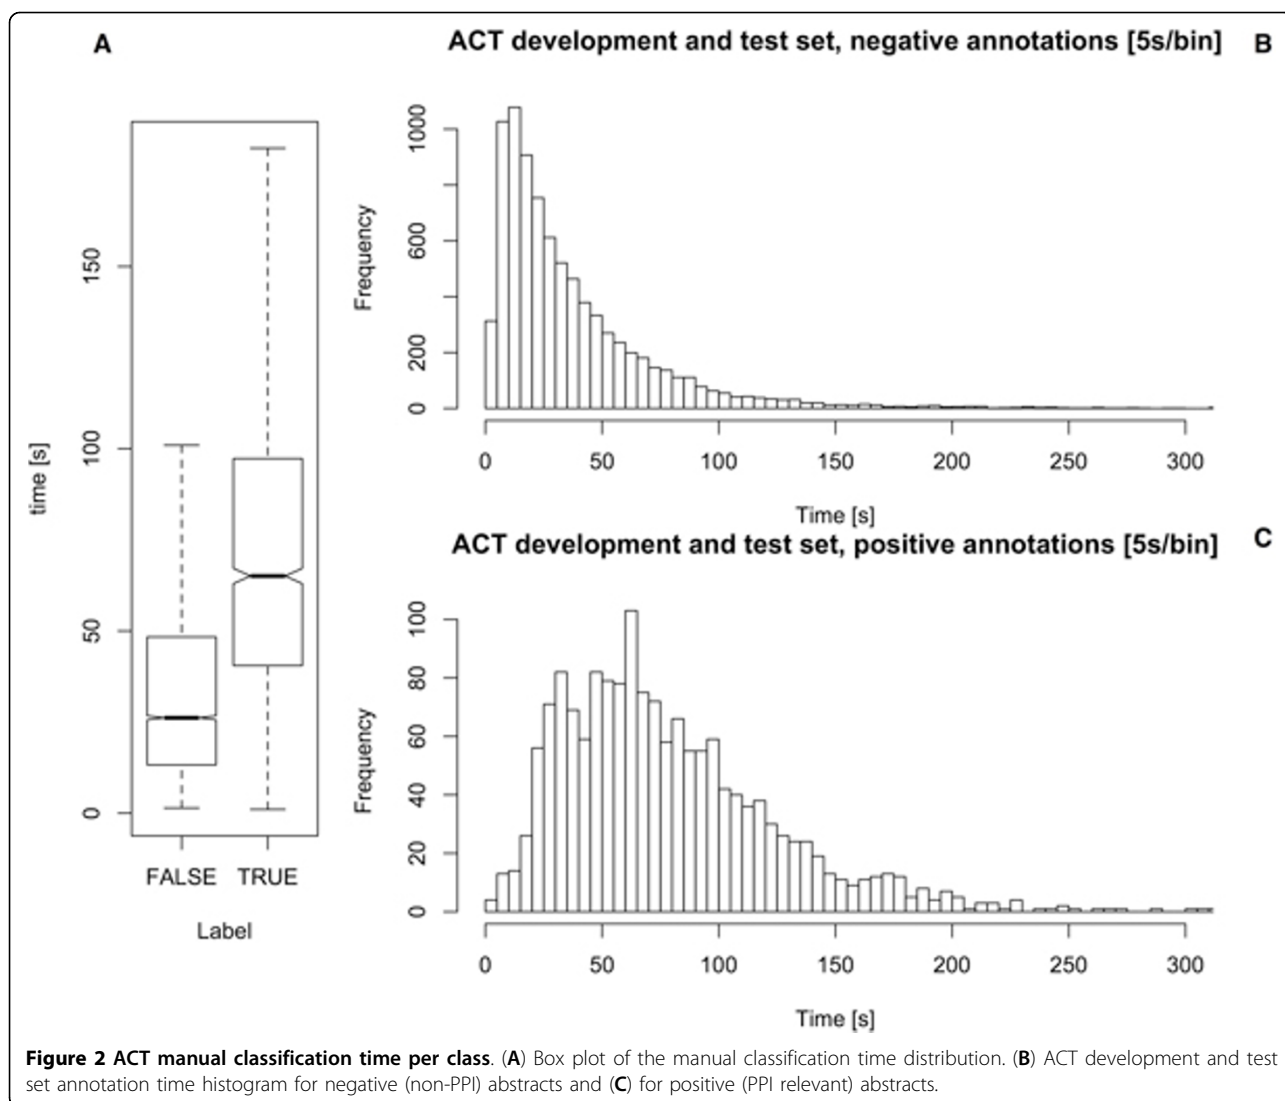 A
time [s]
0
50
100
150
FALSE TRUE
Label
ACT development and test set, negative annotations [5s/bin]
B
Frequency
0
200
600
1000
0 50 100 150 200 250 300
Time [s]
ACT development and test set, positive annotations [5s/bin]
C
Frequency
0
20
40
60
80
100
0 50 100 150 200 250 300
Time [s]
Figure 2 ACT manual classification time per class. (A) Box plot of the manual classification time distribution. (B) ACT development and test
set annotation time histogram for negative (non-PPI) abstracts and (C) for positive (PPI relevant) abstracts.